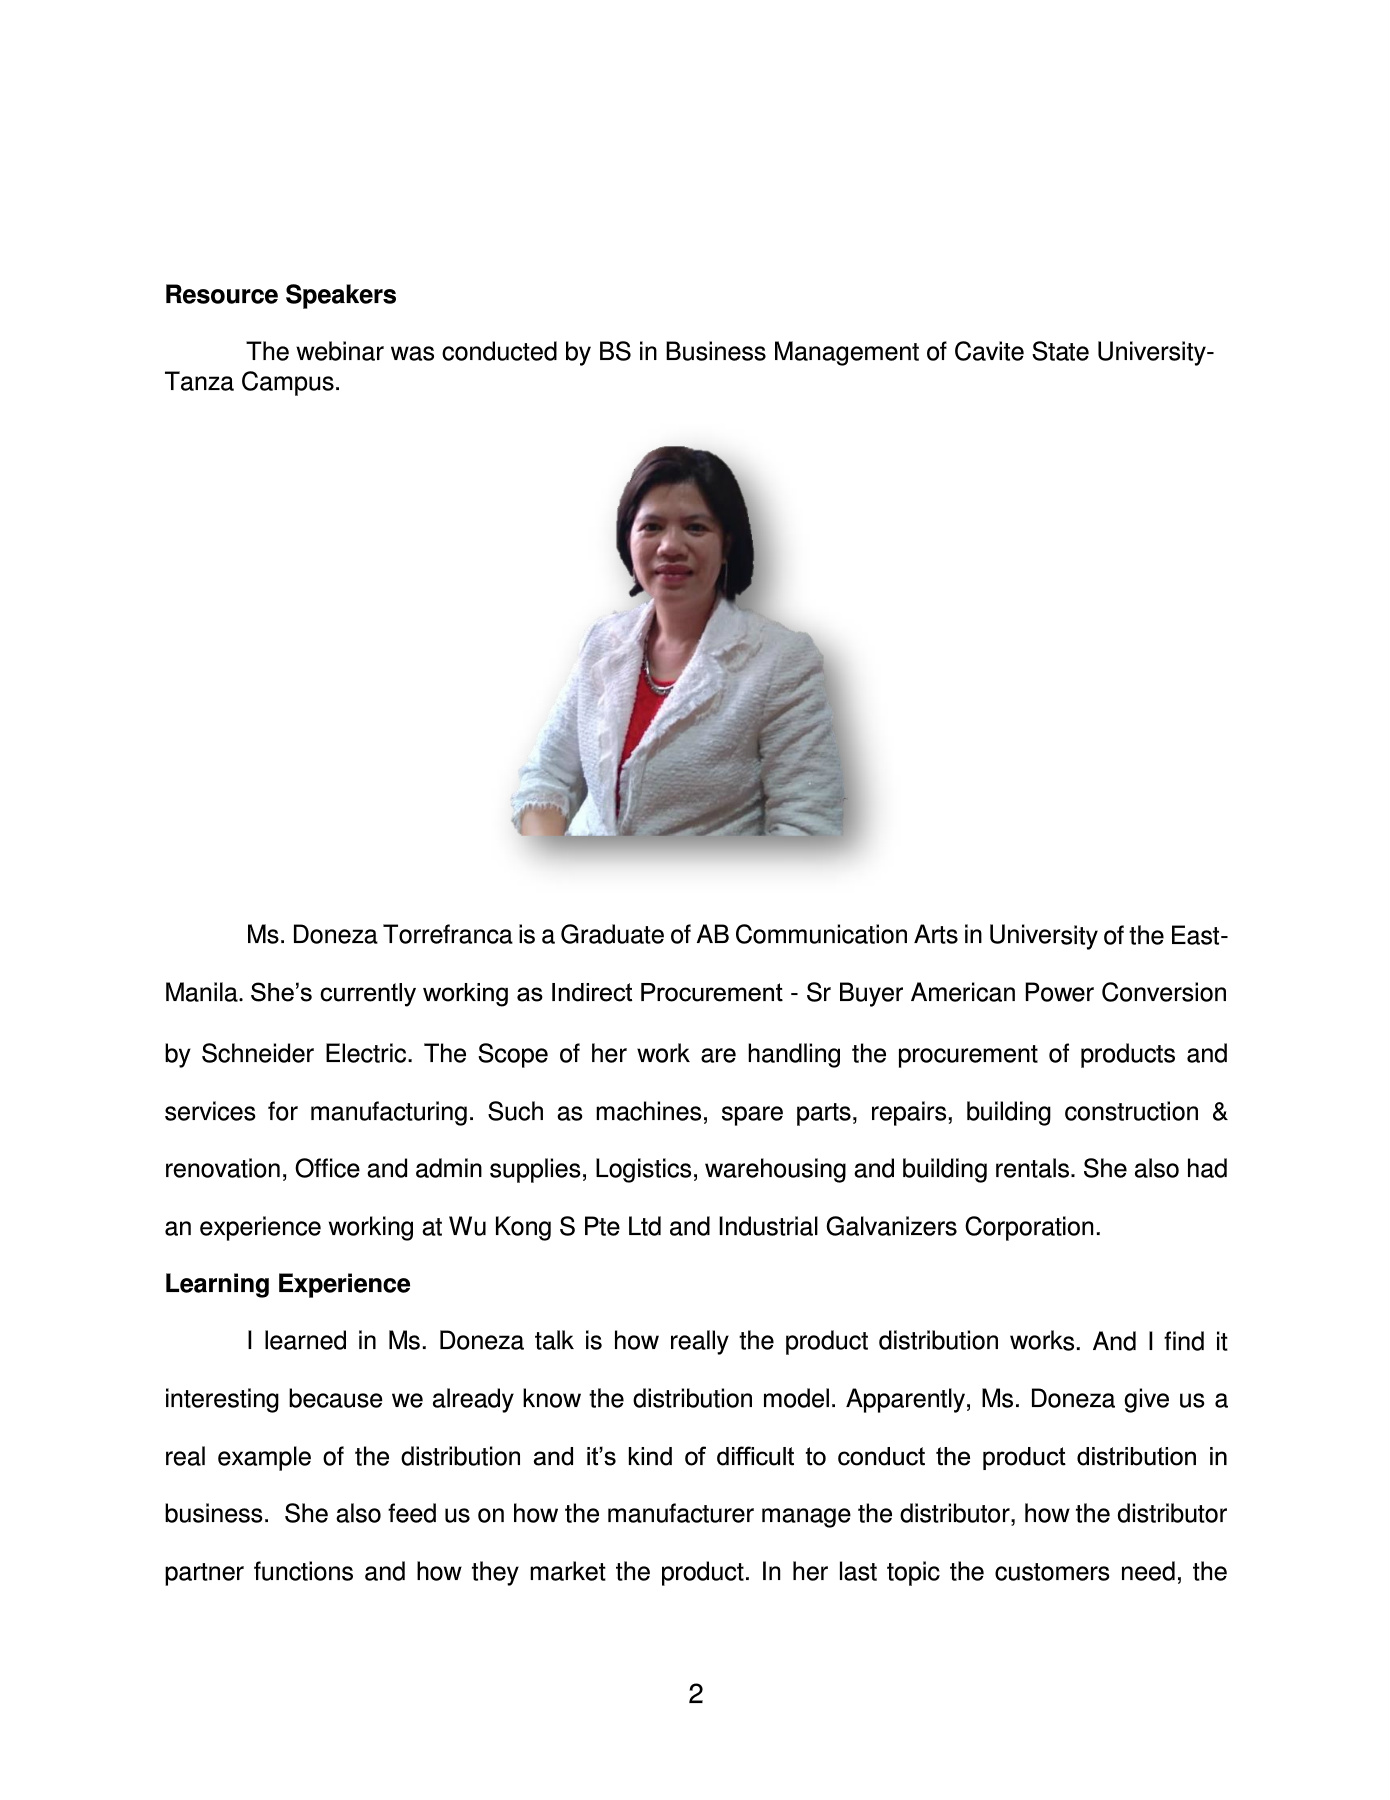 Resource Speakers
The webinar was conducted by BS in Business Management of Cavite State University-
Tanza Campus.
Ms. Doneza Torrefranca is a Graduate of AB Communication Arts in University of the East-
Manila. She’s currently working as Indirect Procurement - Sr Buyer American Power Conversion
by Schneider Electric. The Scope of her work are handling the procurement of products and
services for manufacturing. Such as machines, spare parts, repairs, building construction &
renovation, Office and admin supplies, Logistics, warehousing and building rentals. She also had
an experience working at Wu Kong S Pte Ltd and Industrial Galvanizers Corporation.
Learning Experience
I learned in Ms. Doneza talk is how really the product distribution works. And I find it
interesting because we already know the distribution model. Apparently, Ms. Doneza give us a
real example of the distribution and it’s kind of difficult to conduct the product distribution in
business.  She also feed us on how the manufacturer manage the distributor, how the distributor
partner functions and how they market the product. In her last topic the customers need, the
2